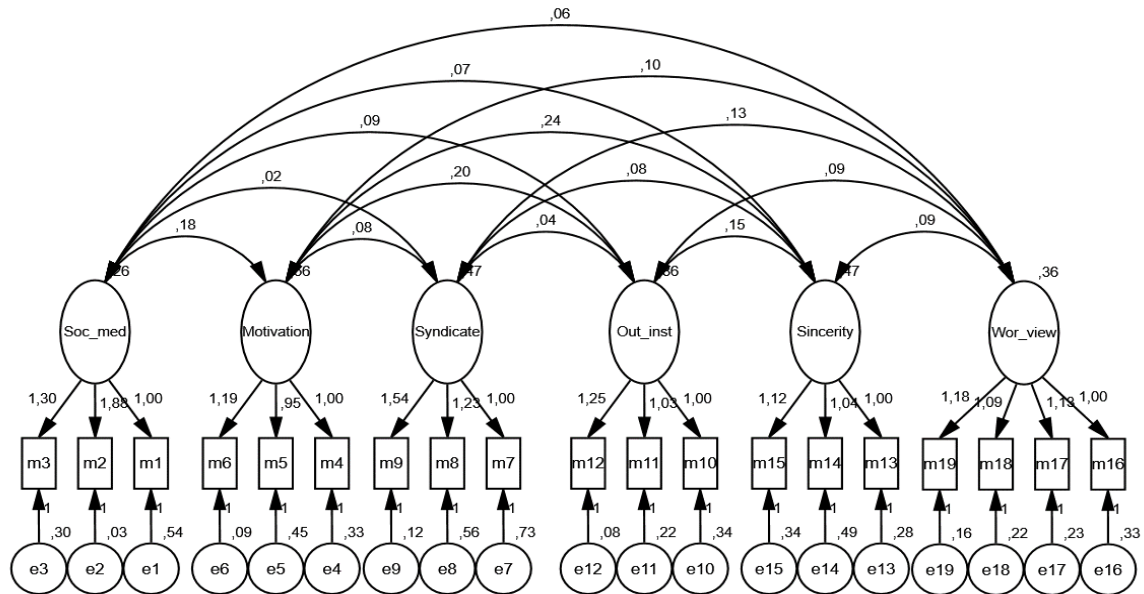 ,06
,07 ,10
,09 ,24 ,13
,02 ,20 ,08 ,09
,18 ,08 ,04 ,15 ,09
,26 ,36 ,47 ,36 ,47 ,36
Soc_med Motivation Syndicate Out_inst Sincerity Wor_view
1,30 1,88 1,00 1,19 ,95 1,00 1,54 1,23 1,00 1,25 1,03 1,00 1,12 1,04 1,00 1,18 1,09 1,13 1,00
m3 m2 m1 m6 m5 m4 m9 m8 m7 m12 m11 m10 m15 m14 m13 m19 m18 m17 m16
1 1 1 1 1 1 1 1 1 1 1 1 1 1 1 1 1 1 1
,30 ,03 ,54 ,09 ,45 ,33 ,12 ,56 ,73 ,08 ,22 ,34 ,34 ,49 ,28 ,16 ,22 ,23 ,33
e3 e2 e1 e6 e5 e4 e9 e8 e7 e12 e11 e10 e15 e14 e13 e19 e18 e17 e16